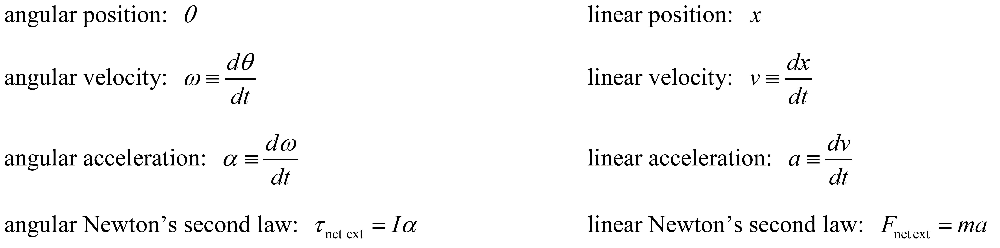 angular position: θ linear position: x
angular velocity: ω ≡ dθ/dt linear velocity: v ≡ dx/dt
angular acceleration: α ≡ dω/dt linear acceleration: a ≡ dv/dt
angular Newton’s second law: τ_net ext = Iα linear Newton’s second law: F_net ext = ma